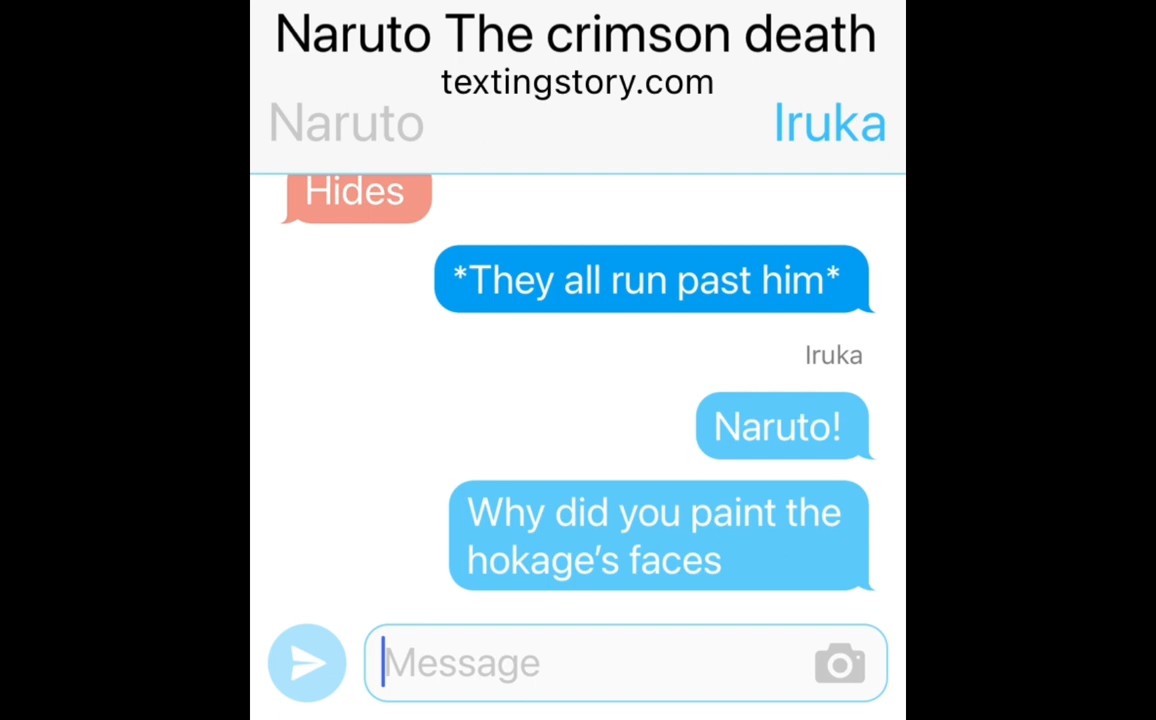 Naruto The crimson death
textingstory.com
Naruto
Iruka
Hides
*They all run past him*
Iruka
Naruto!
Why did you paint the
hokage’s faces
Message